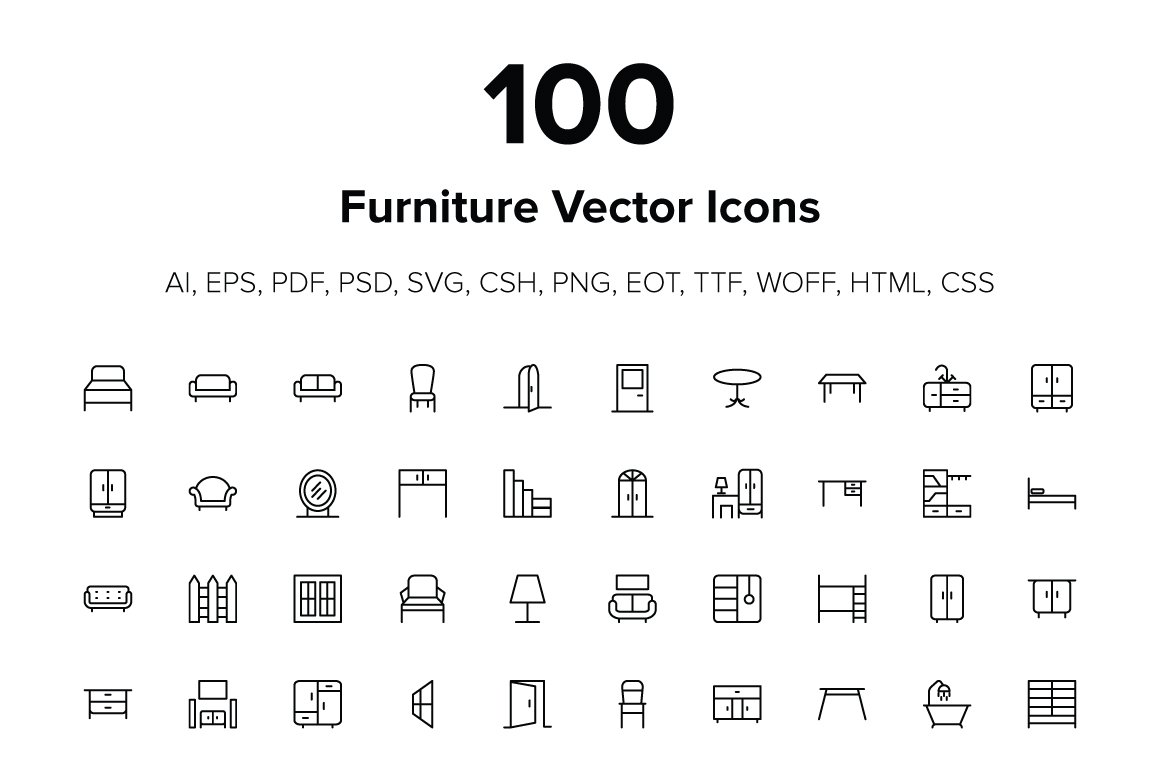 100
Furniture Vector Icons
AI, EPS, PDF, PSD, SVG, CSH, PNG, EOT, TTF, WOFF, HTML, CSS